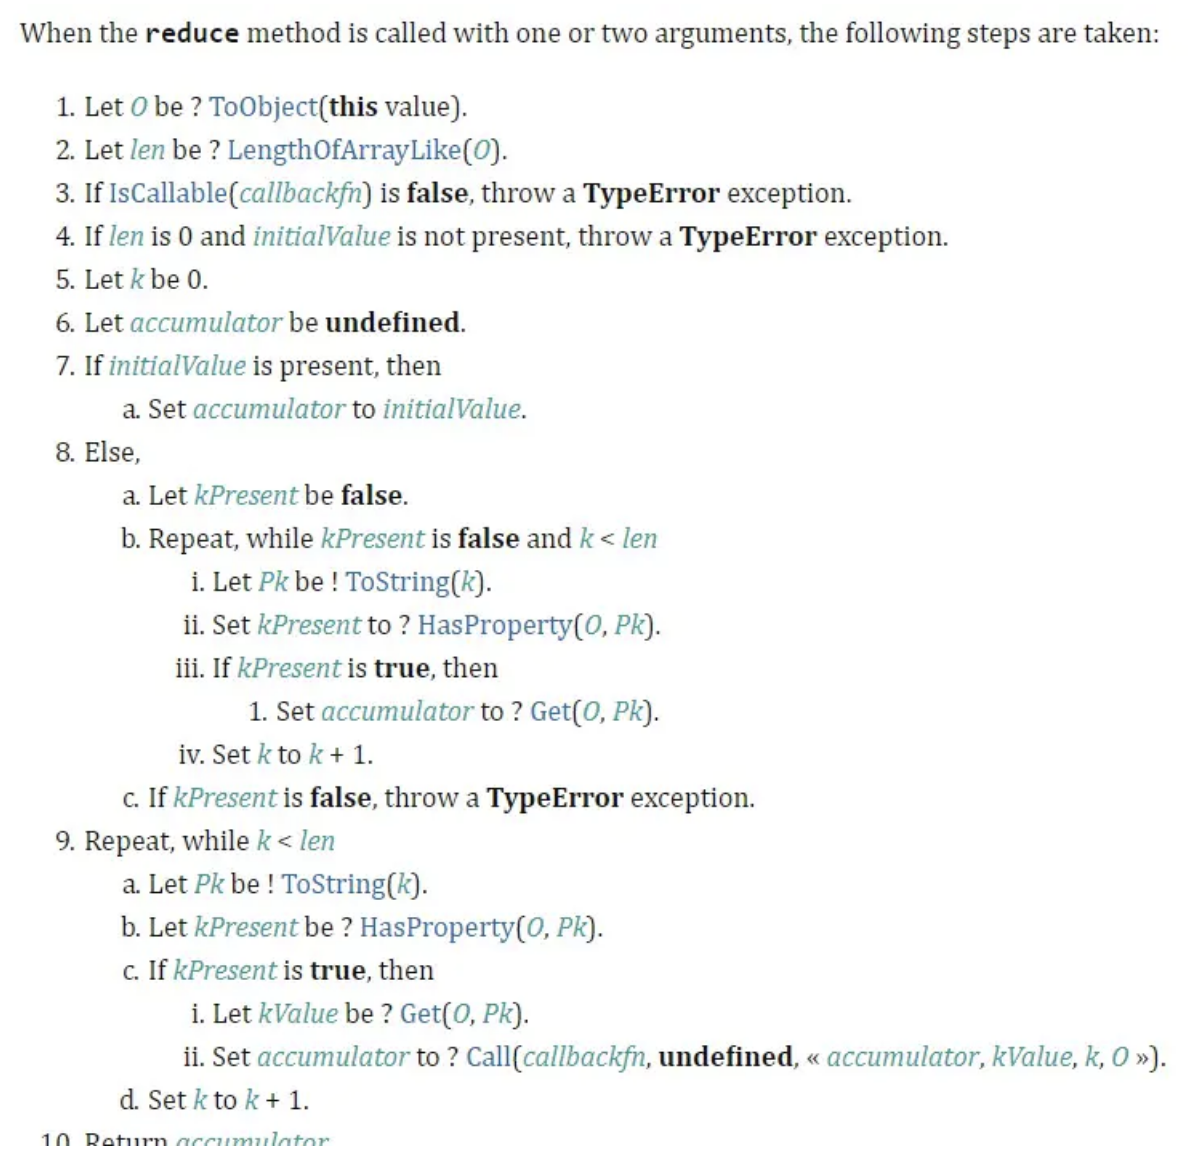 When the reduce method is called with one or two arguments, the following steps are taken:
1. Let O be ? ToObject(this value).
2. Let len be ? LengthOfArrayLike(O).
3. If IsCallable(callbackfn) is false, throw a TypeError exception.
4. If len is 0 and initialValue is not present, throw a TypeError exception.
5. Let k be 0.
6. Let accumulator be undefined.
7. If initialValue is present, then
a. Set accumulator to initialValue.
8. Else,
a. Let kPresent be false.
b. Repeat, while kPresent is false and k < len
i. Let Pk be ! ToString(k).
ii. Set kPresent to ? HasProperty(O, Pk).
iii. If kPresent is true, then
1. Set accumulator to ? Get(O, Pk).
iv. Set k to k + 1.
c. If kPresent is false, throw a TypeError exception.
9. Repeat, while k < len
a. Let Pk be ! ToString(k).
b. Let kPresent be ? HasProperty(O, Pk).
c. If kPresent is true, then
i. Let kValue be ? Get(O, Pk).
ii. Set accumulator to ? Call(callbackfn, undefined, « accumulator, kValue, k, O »).
d. Set k to k + 1.
10. Return accumulator